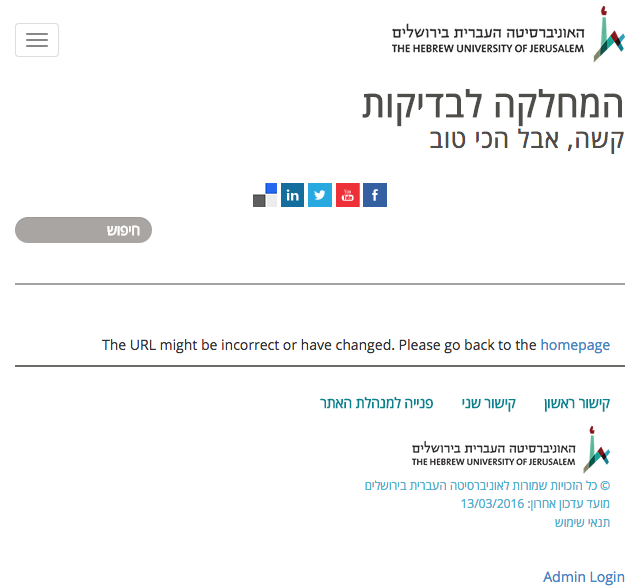 האוניברסיטה העברית בירושלים
THE HEBREW UNIVERSITY OF JERUSALEM
המחלקה לבדיקות
קשה, אבל הכי טוב
in You Tube f
חיפוש
The URL might be incorrect or have changed. Please go back to the homepage
קישור ראשון קישור שני פנייה למנהלת האתר
האוניברסיטה העברית בירושלים
THE HEBREW UNIVERSITY OF JERUSALEM
© כל הזכויות שמורות לאוניברסיטה העברית בירושלים
מועד עדכון אחרון: 13/03/2016
תנאי שימוש
Admin Login